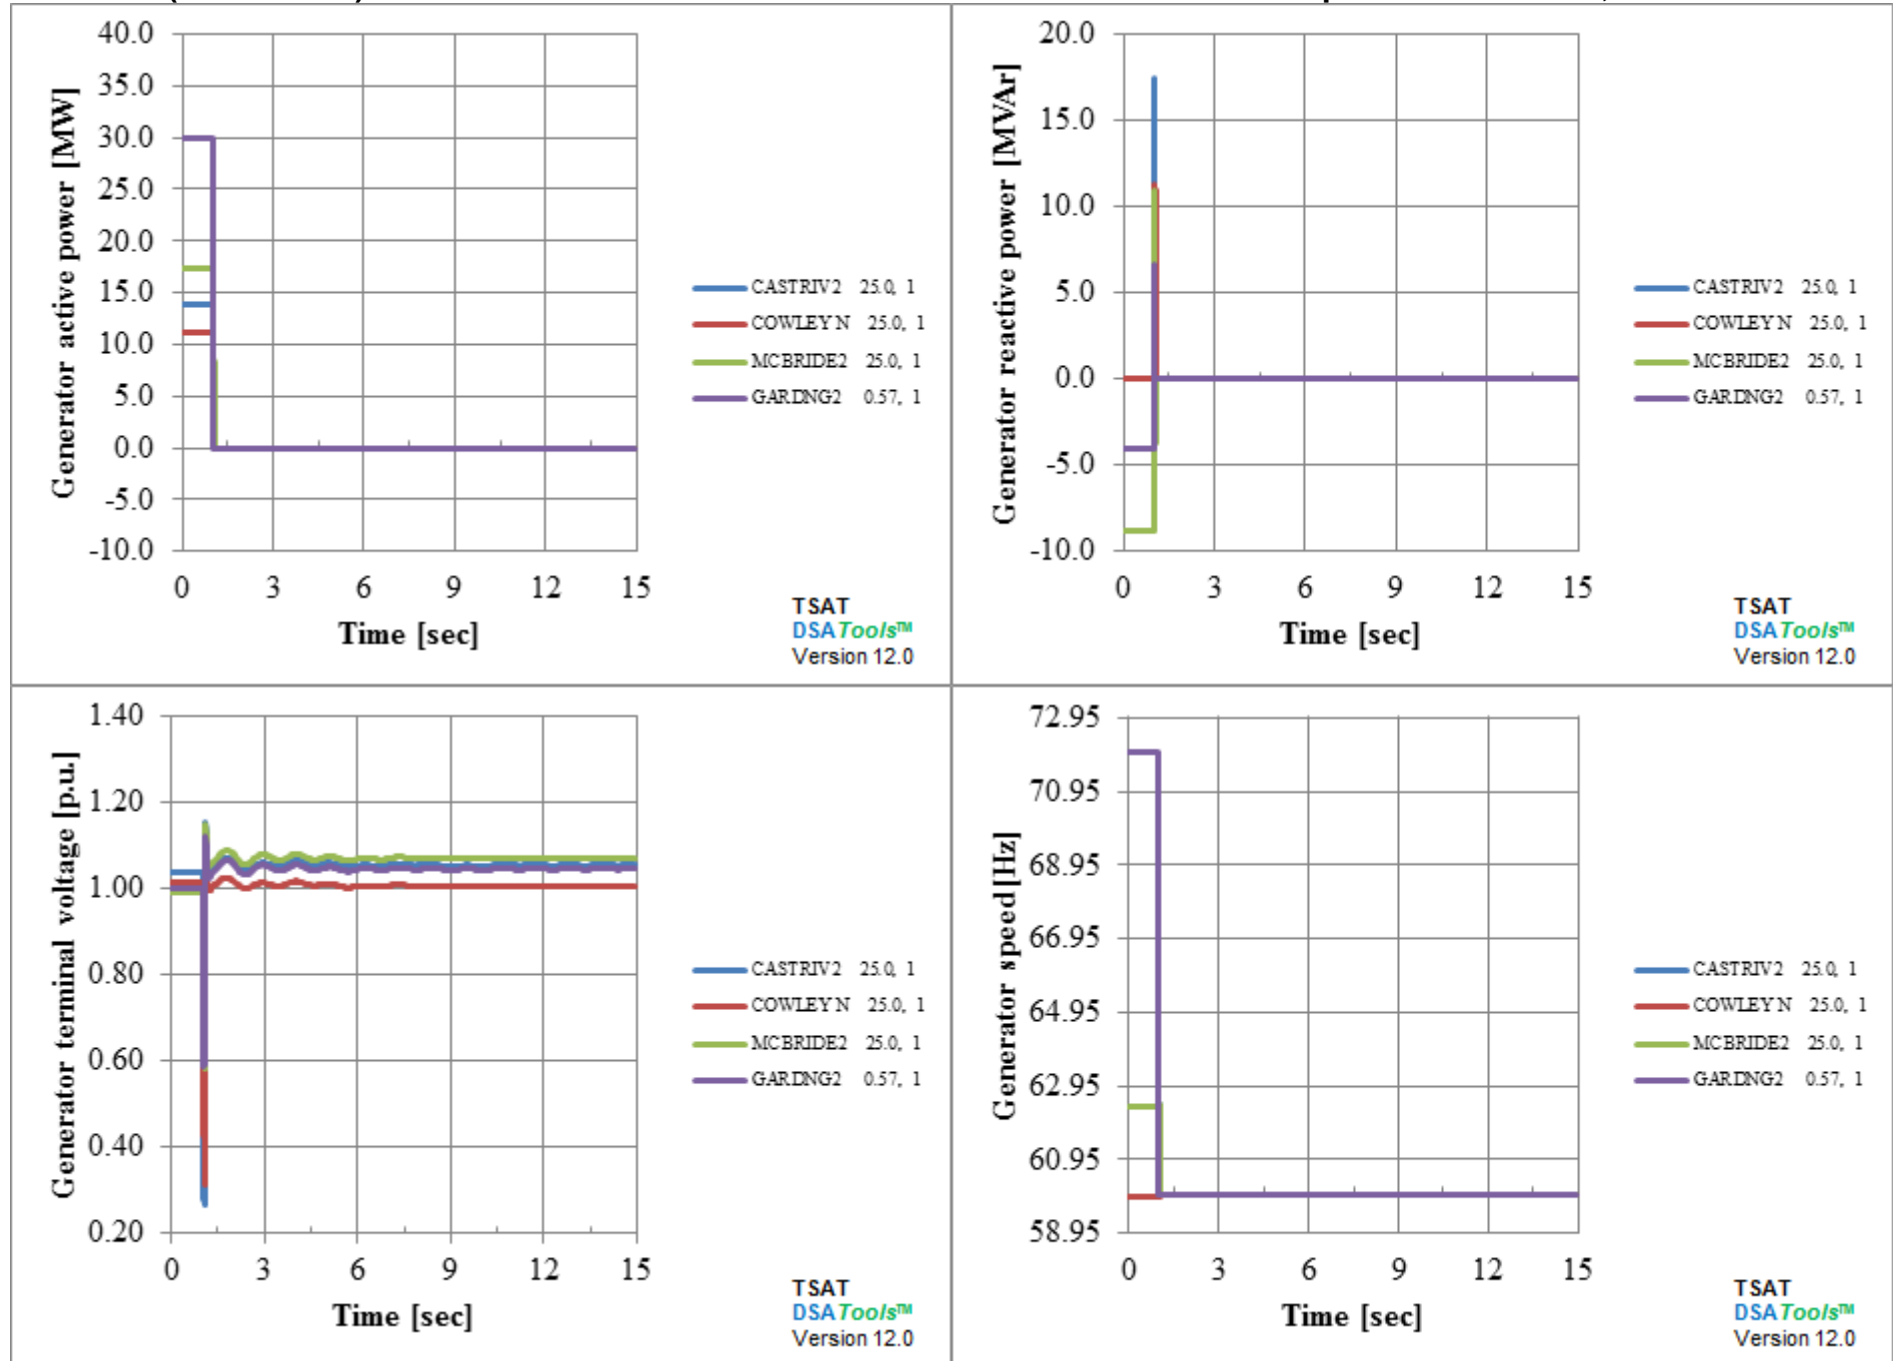 40.0
35.0
30.0
25.0
20.0
15.0
10.0
5.0
0.0
-5.0
-10.0
Generator active power [MW]
0 3 6 9 12 15
Time [sec]
CASTRIV2 25.0, 1
COWLEY N 25.0, 1
MCBRIDE2 25.0, 1
GARDNG2 0.57, 1
TSAT
DSATools™
Version 12.0
20.0
15.0
10.0
5.0
0.0
-5.0
-10.0
Generator reactive power [MVAr]
0 3 6 9 12 15
Time [sec]
CASTRIV2 25.0, 1
COWLEY N 25.0, 1
MCBRIDE2 25.0, 1
GARDNG2 0.57, 1
TSAT
DSATools™
Version 12.0
1.40
1.20
1.00
0.80
0.60
0.40
0.20
Generator terminal voltage [p.u.]
0 3 6 9 12 15
Time [sec]
CASTRIV2 25.0, 1
COWLEY N 25.0, 1
MCBRIDE2 25.0, 1
GARDNG2 0.57, 1
TSAT
DSATools™
Version 12.0
72.95
70.95
68.95
66.95
64.95
62.95
60.95
58.95
Generator speed [Hz]
0 3 6 9 12 15
Time [sec]
CASTRIV2 25.0, 1
COWLEY N 25.0, 1
MCBRIDE2 25.0, 1
GARDNG2 0.57, 1
TSAT
DSATools™
Version 12.0